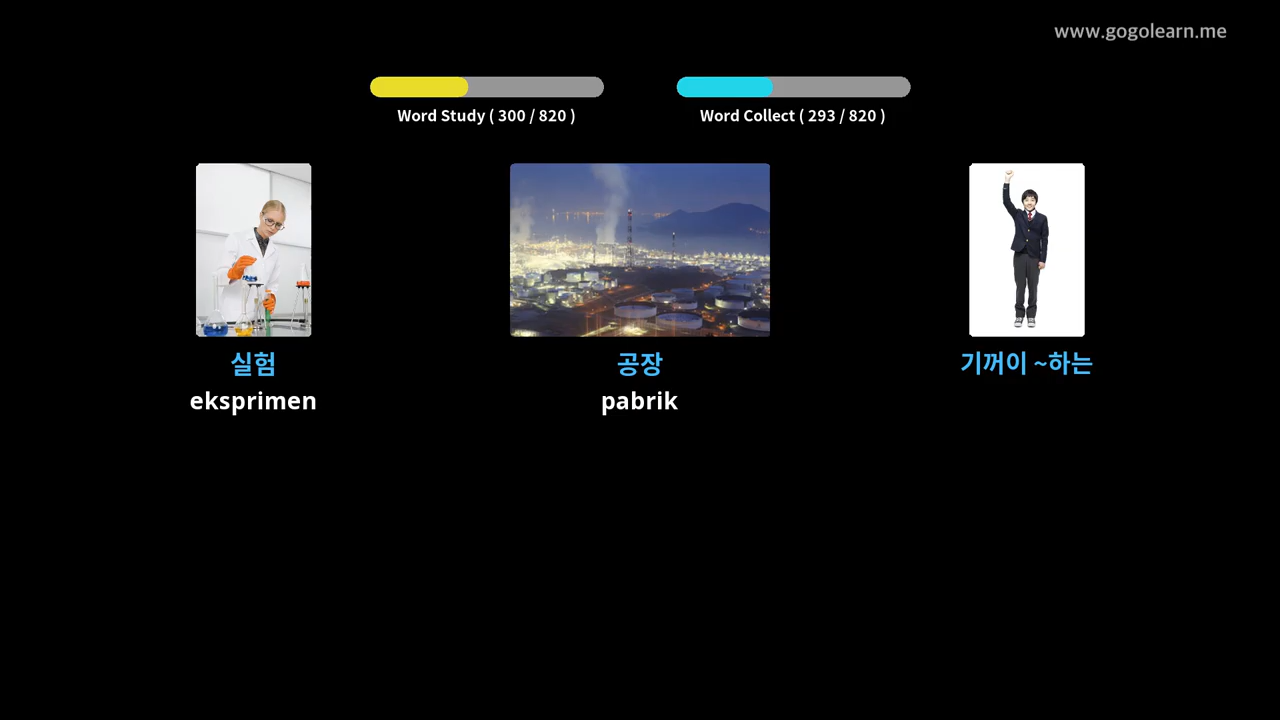 www.gogolearn.me
Word Study ( 300 / 820 )
Word Collect ( 293 / 820 )
실험
eksprimen
공장
pabrik
기꺼이 ~하는